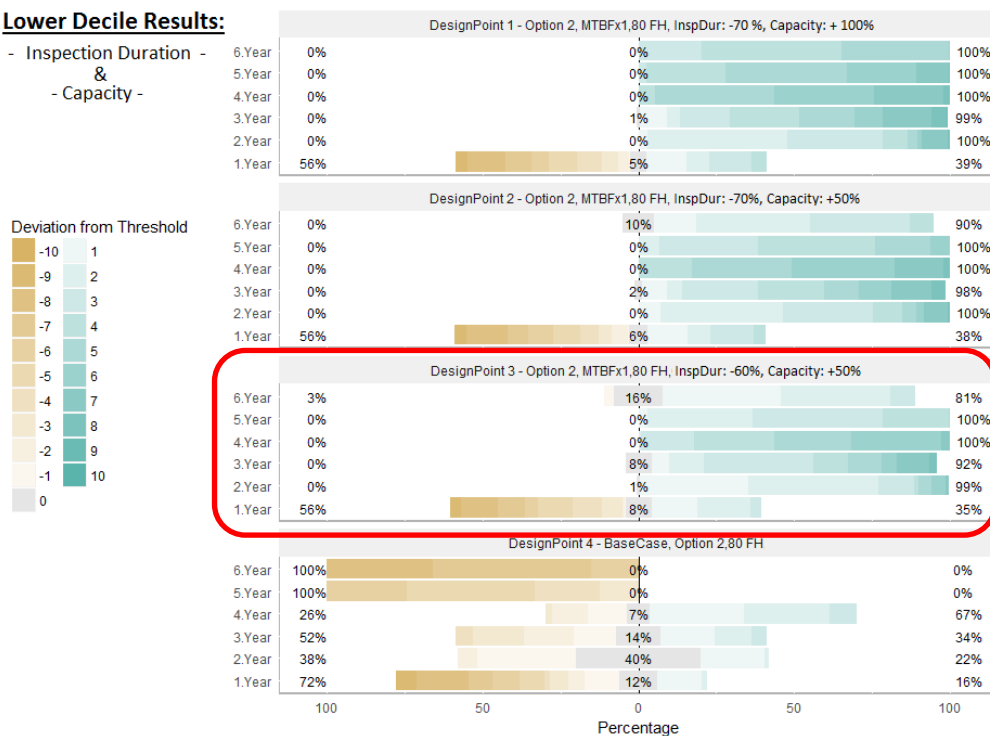 Lower Decile Results:
- Inspection Duration -
&
- Capacity -
DesignPoint 1 - Option 2, MTBFx1,80 FH, InspDur: -70 %, Capacity: + 100%
6.Year 0% 0% 100%
5.Year 0% 0% 100%
4.Year 0% 0% 100%
3.Year 0% 1% 99%
2.Year 0% 0% 100%
1.Year 56% 5% 39%
DesignPoint 2 - Option 2, MTBFx1,80 FH, InspDur: -70%, Capacity: +50%
6.Year 0% 10% 90%
5.Year 0% 0% 100%
4.Year 0% 0% 100%
3.Year 0% 2% 98%
2.Year 0% 0% 100%
1.Year 56% 6% 38%
Deviation from Threshold
-10 1
-9 2
-8 3
-7 4
-6 5
-5 6
-4 7
-3 8
-2 9
-1 10
0
DesignPoint 3 - Option 2, MTBFx1,80 FH, InspDur: -60%, Capacity: +50%
6.Year 3% 16% 81%
5.Year 0% 0% 100%
4.Year 0% 0% 100%
3.Year 0% 8% 92%
2.Year 0% 1% 99%
1.Year 56% 8% 35%
DesignPoint 4 - BaseCase, Option 2,80 FH
6.Year 100% 0% 0%
5.Year 100% 0% 0%
4.Year 26% 7% 67%
3.Year 52% 14% 34%
2.Year 38% 40% 22%
1.Year 72% 12% 16%
100 50 0 50 100
Percentage